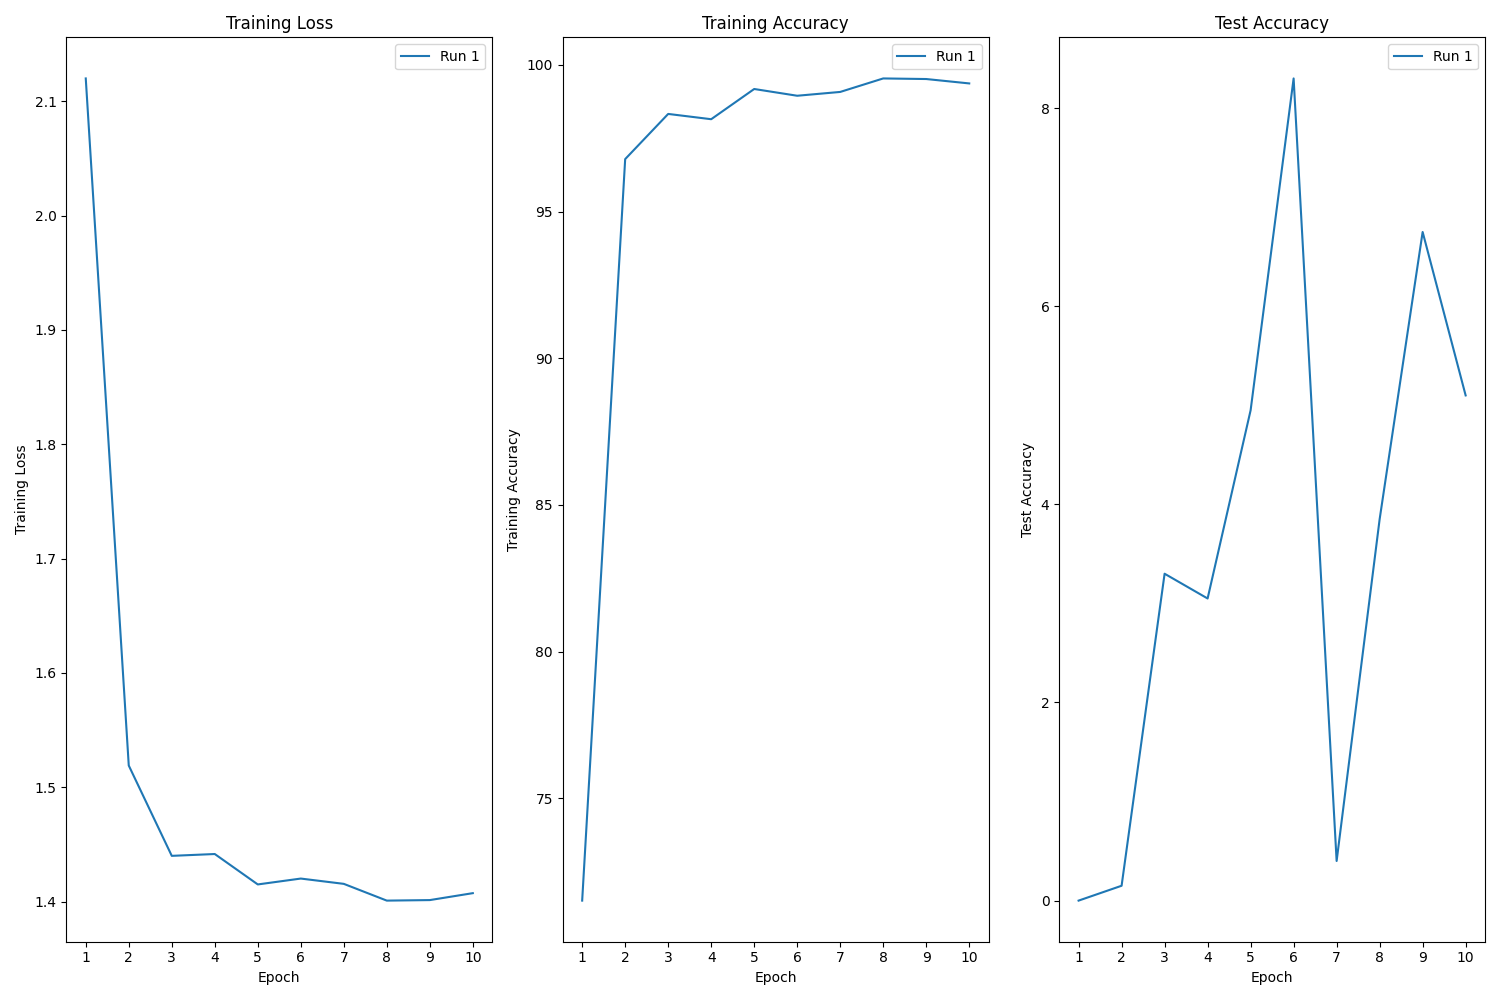 Training Loss
Run 1
2.1
2.0
1.9
1.8
1.7
1.6
1.5
1.4
Training Loss
1 2 3 4 5 6 7 8 9 10
Epoch
Training Accuracy
Run 1
100
95
90
85
80
75
Training Accuracy
1 2 3 4 5 6 7 8 9 10
Epoch
Test Accuracy
Run 1
8
6
4
2
0
Test Accuracy
1 2 3 4 5 6 7 8 9 10
Epoch